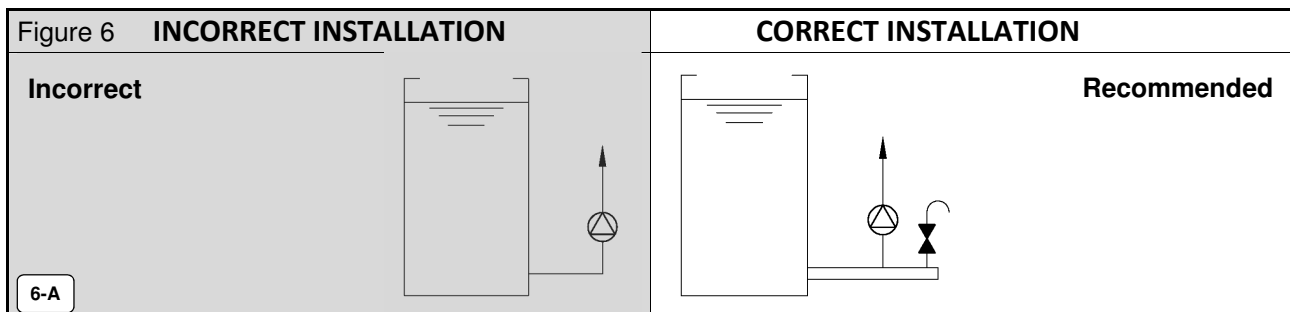 Figure 6 INCORRECT INSTALLATION CORRECT INSTALLATION
Incorrect Recommended
6-A